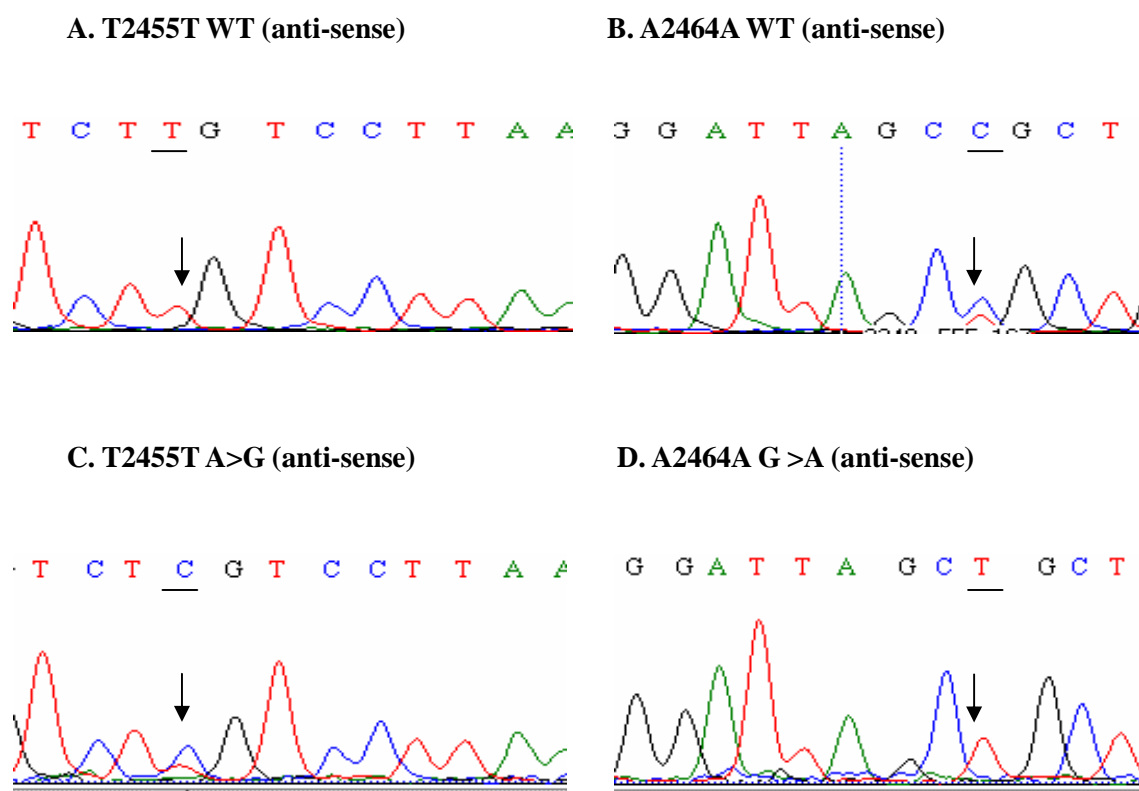 A. T2455T WT (anti-sense)
B. A2464A WT (anti-sense)
T C T T G T C C T T A A
G G A T T A G C C G C T
C. T2455T A>G (anti-sense)
D. A2464A G >A (anti-sense)
T C T C G T C C T T A A
G G A T T A G C T G C T